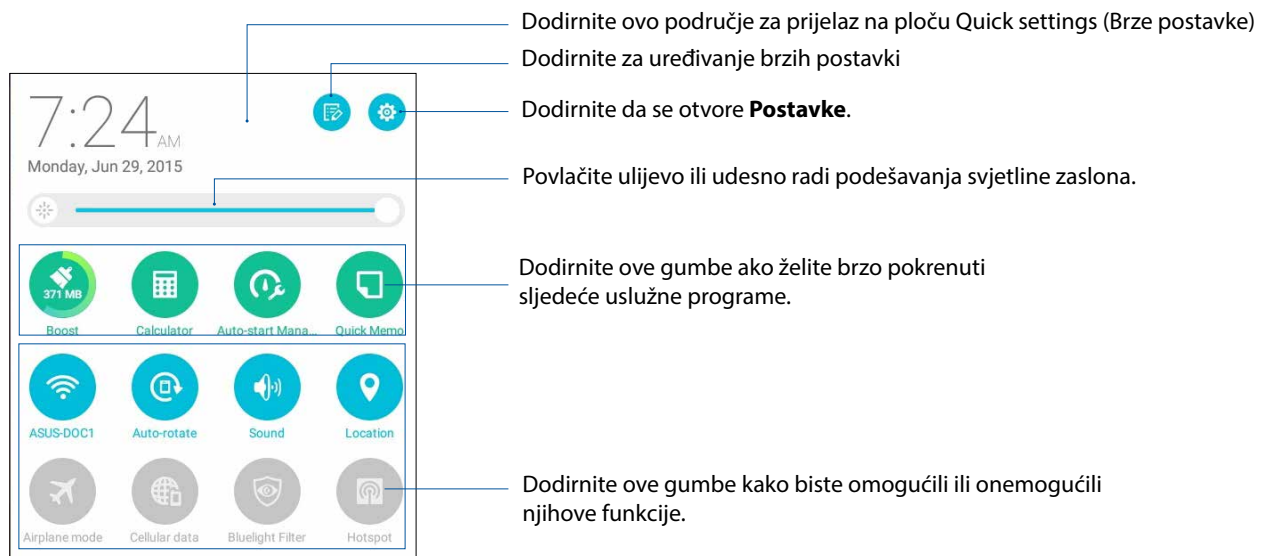 Dodirnite ovo područje za prijelaz na ploču Quick settings (Brze postavke)
Dodirnite za uređivanje brzih postavki
Dodirnite da se otvore Postavke.
7:24 AM
Monday, Jun 29, 2015
Povlačite ulijevo ili udesno radi podešavanja svjetline zaslona.
Dodirnite ove gumbe ako želite brzo pokrenuti
sljedeće uslužne programe.
371 MB
Boost Calculator Auto-start Mana... Quick Memo
ASUS-DOC1 Auto-rotate Sound Location
Dodirnite ove gumbe kako biste omogućili ili onemogućili
njihove funkcije.
Airplane mode Cellular data Bluelight Filter Hotspot